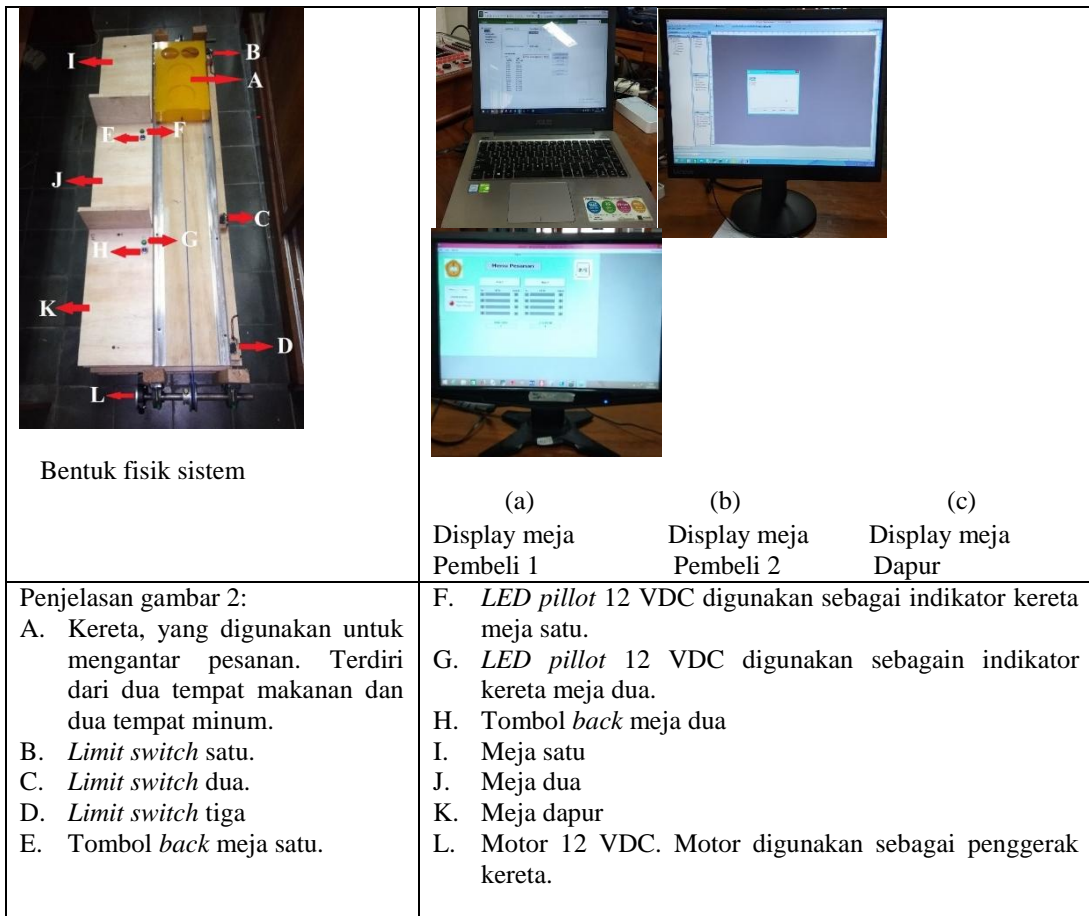 I
B
A
E
F
J
C
G
H
K
D
L
Menu Pesanan
Bentuk fisik sistem
(a) (b) (c)
Display meja Display meja Display meja
Pembeli 1 Pembeli 2 Dapur
Penjelasan gambar 2:
A. Kereta, yang digunakan untuk
mengantar pesanan. Terdiri
dari dua tempat makanan dan
dua tempat minum.
B. Limit switch satu.
C. Limit switch dua.
D. Limit switch tiga
E. Tombol back meja satu.
F. LED pillot 12 VDC digunakan sebagai indikator kereta
meja satu.
G. LED pillot 12 VDC digunakan sebagain indikator
kereta meja dua.
H. Tombol back meja dua
I. Meja satu
J. Meja dua
K. Meja dapur
L. Motor 12 VDC. Motor digunakan sebagai penggerak
kereta.